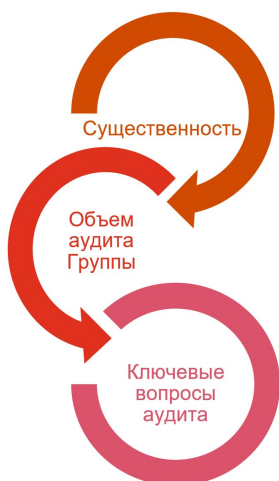 Существенность
Объем
аудита
Группы
Ключевые
вопросы
аудита